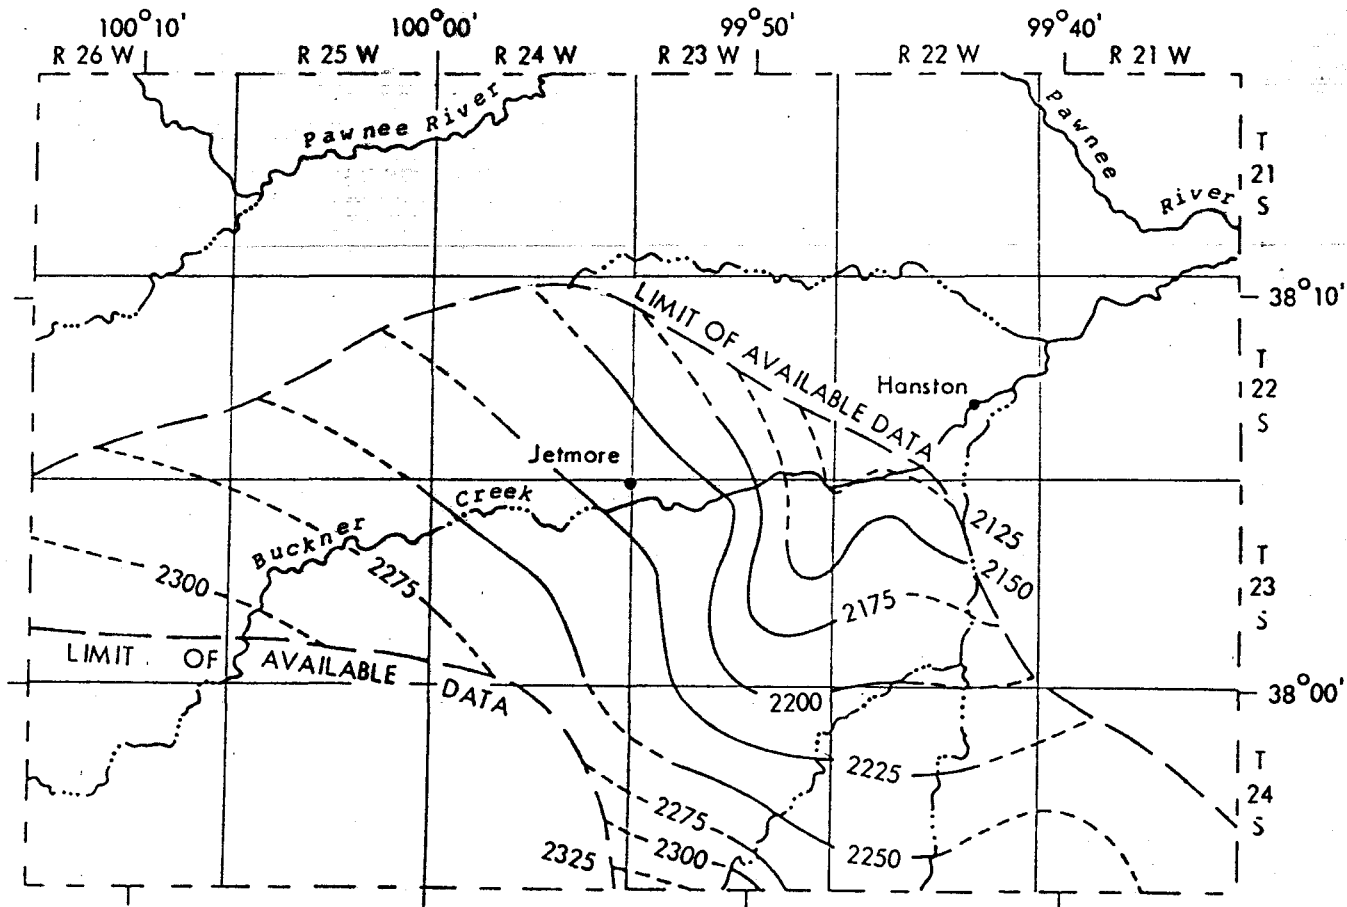 100°10' 100°00' 99°50' 99°40'
R 26 W R 25 W R 24 W R 23 W R 22 W R 21 W
Pawnee River
Pawnee River
T 21 S
38°10'
LIMIT OF AVAILABLE DATA
T 22 S
Hanston
Jetmore
Buckner Creek
2125
2150
2175
2275
2300
T 23 S
LIMIT OF AVAILABLE DATA
2200
38°00'
2225
T 24 S
2275
2250
2300
2325